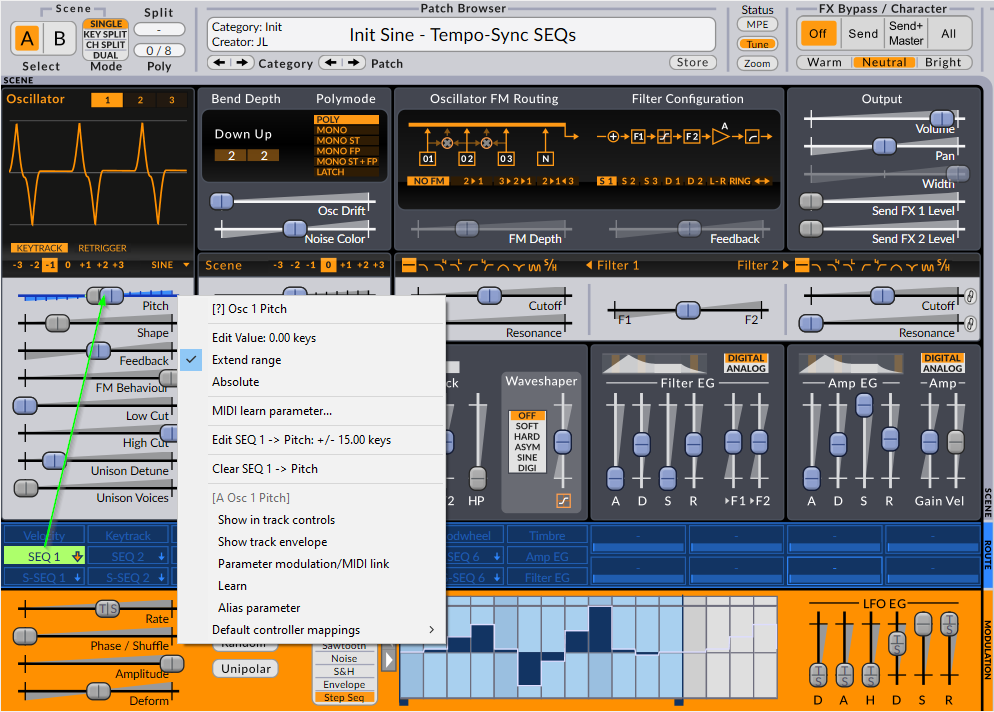 Scene
A B
Select
SINGLE
KEY SPLIT
CH SPLIT
DUAL
Mode
Split
-
0 / 8
Poly
Patch Browser
Category: Init
Creator: JL
Init Sine - Tempo-Sync SEQs
Category
Patch
Store
Status
MPE
Tune
Zoom
FX Bypass / Character
Off Send Send+ Master All
Warm Neutral Bright
SCENE
Oscillator 1 2 3
KEYTRACK RETRIGGER
-3 -2 -1 0 +1 +2 +3 SINE
Pitch
Shape
Feedback
FM Behaviour
Low Cut
High Cut
Unison Detune
Unison Voices
Bend Depth
Down Up
2 2
Polymode
POLY
MONO
MONO ST
MONO FP
MONO ST+FP
LATCH
Osc Drift
Noise Color
Oscillator FM Routing
01 02 03 N
NO FM 2▸1 3▸2▸1 2▸1◂3
FM Depth
Filter Configuration
F1 F2 A
S 1 S 2 S 3 D 1 D 2 L-R RING
Feedback
Output
Volume
Pan
Width
Send FX 1 Level
Send FX 2 Level
Scene -3 -2 -1 0 +1 +2 +3
S/H
Filter 1
Filter 2
S/H
Cutoff
Resonance
F1 F2
Cutoff
Resonance
[?] Osc 1 Pitch
Edit Value: 0.00 keys
Extend range
Absolute
MIDI learn parameter...
Edit SEQ 1 -> Pitch: +/- 15.00 keys
Clear SEQ 1 -> Pitch
[A Osc 1 Pitch]
Show in track controls
Show track envelope
Parameter modulation/MIDI link
Learn
Alias parameter
Default controller mappings
ck
2 HP
Waveshaper
OFF
SOFT
HARD
ASYM
SINE
DIGI
DIGITAL
ANALOG
Filter EG
A D S R ▸F1 ▸F2
DIGITAL
ANALOG
Amp EG
Amp
A D S R Gain Vel
SCENE
Velocity Keytrack
odwheel Timbre
- -
SEQ 1 SEQ 2
SEQ 6 Amp EG
- -
S-SEQ 1 S-SEQ 2
-SEQ 6 Filter EG
- -
ROUTE
T S
Rate
Phase / Shuffle
Amplitude
Deform
Random
Unipolar
Sawtooth
Noise
S&H
Envelope
Step Seq
LFO EG
T S
D A H D S R
MODULATION